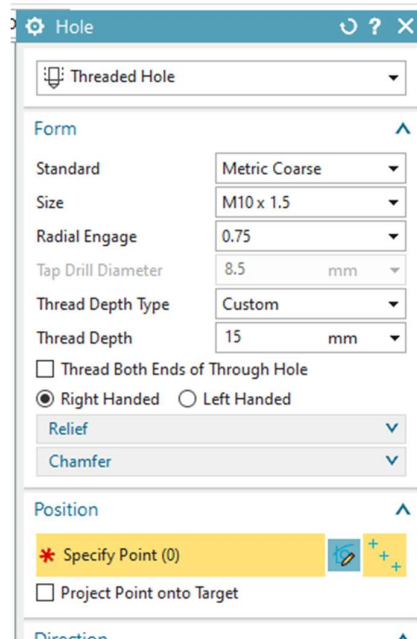 Hole ?
Threaded Hole
Form
Standard Metric Coarse
Size M10 x 1.5
Radial Engage 0.75
Tap Drill Diameter 8.5 mm
Thread Depth Type Custom
Thread Depth 15 mm
Thread Both Ends of Through Hole
Right Handed Left Handed
Relief
Chamfer
Position
* Specify Point (0)
Project Point onto Target
Direction